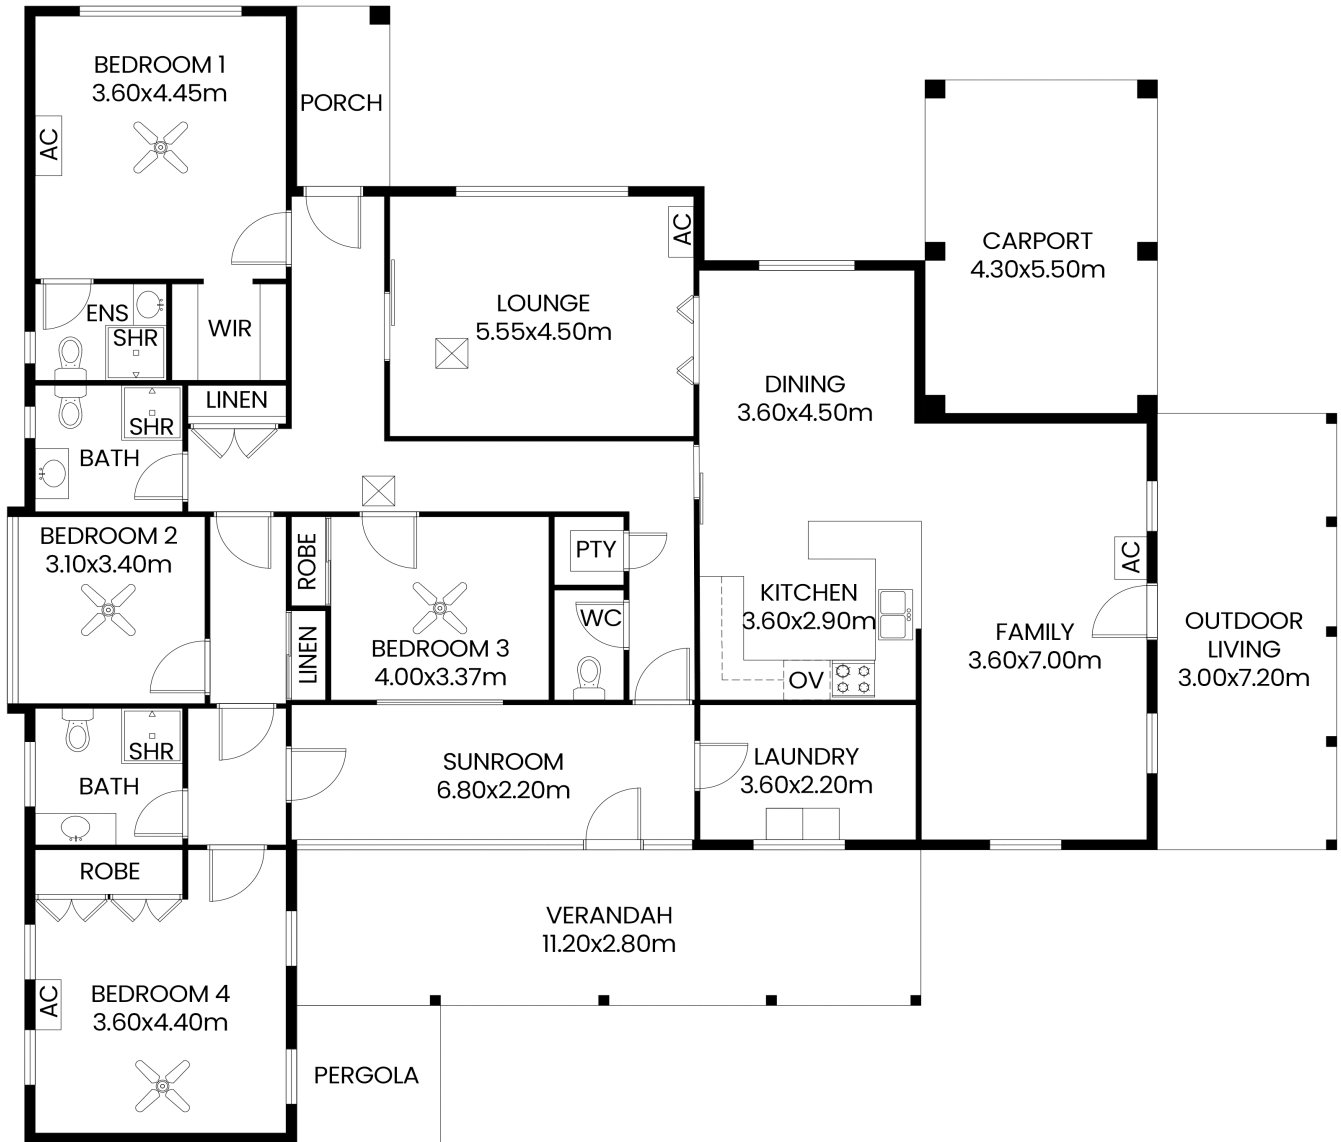 BEDROOM 1
3.60x4.45m
AC
PORCH
ENS
SHR
WIR
LINEN
SHR
BATH
LOUNGE
5.55x4.50m
AC
CARPORT
4.30x5.50m
DINING
3.60x4.50m
BEDROOM 2
3.10x3.40m
ROBE
LINEN
BEDROOM 3
4.00x3.37m
PTY
WC
KITCHEN
3.60x2.90m
OV
AC
FAMILY
3.60x7.00m
OUTDOOR
LIVING
3.00x7.20m
SHR
BATH
SUNROOM
6.80x2.20m
LAUNDRY
3.60x2.20m
ROBE
VERANDAH
11.20x2.80m
AC
BEDROOM 4
3.60x4.40m
PERGOLA